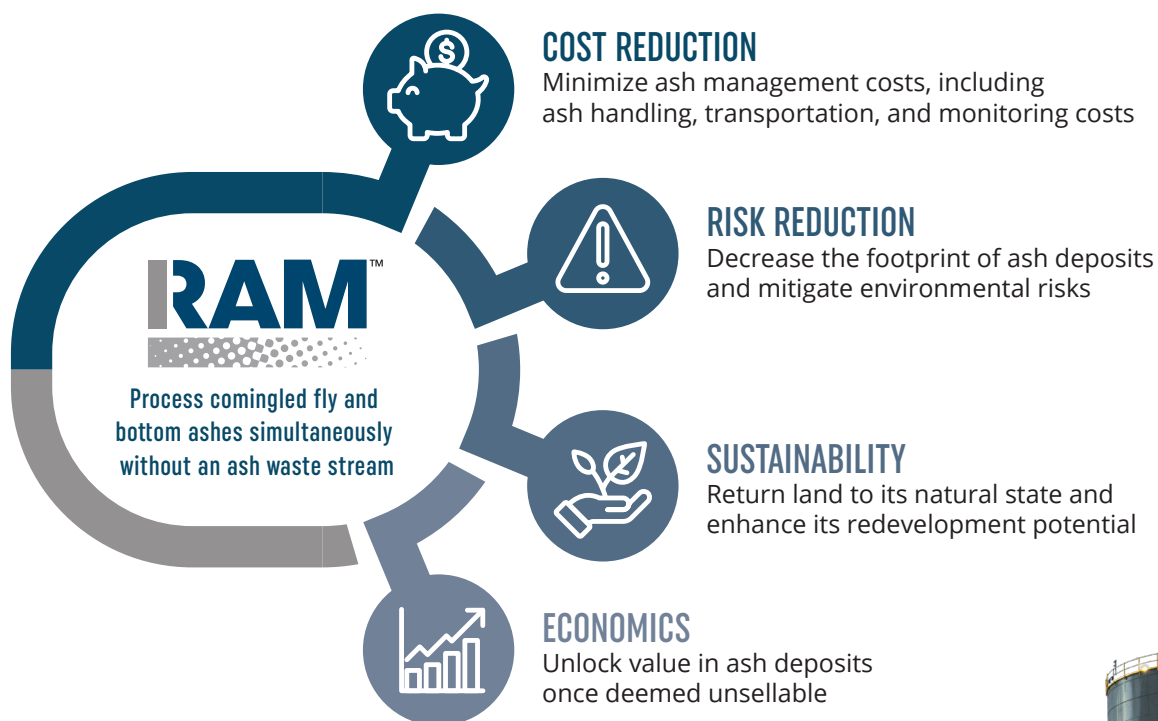 COST REDUCTION
Minimize ash management costs, including
ash handling, transportation, and monitoring costs
RISK REDUCTION
Decrease the footprint of ash deposits
and mitigate environmental risks
RAM™
Process comingled fly and
bottom ashes simultaneously
without an ash waste stream
SUSTAINABILITY
Return land to its natural state and
enhance its redevelopment potential
ECONOMICS
Unlock value in ash deposits
once deemed unsellable